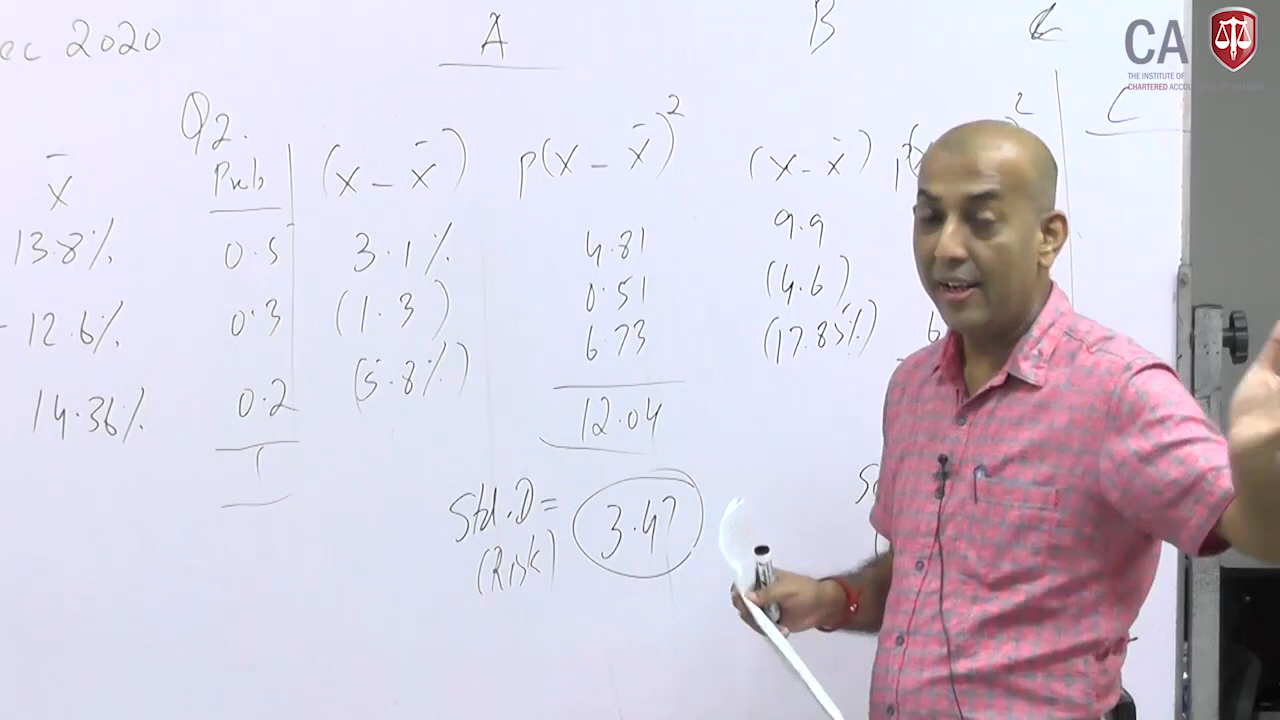 ec 2020
A
B
C
CA
THE INSTITUTE OF
CHARTERED
Q2.
x̄
Prob
(x - x̄)
p(x - x̄)²
(x - x̄)
C
13.8%
0.5
3.1%
4.81
9.9
12.6%
0.3
(1.3)
0.51
(4.6)
14.36%
0.2
(5.8%)
6.73
(17.85%)
1
12.04
Std.D =
(Risk)
3.47